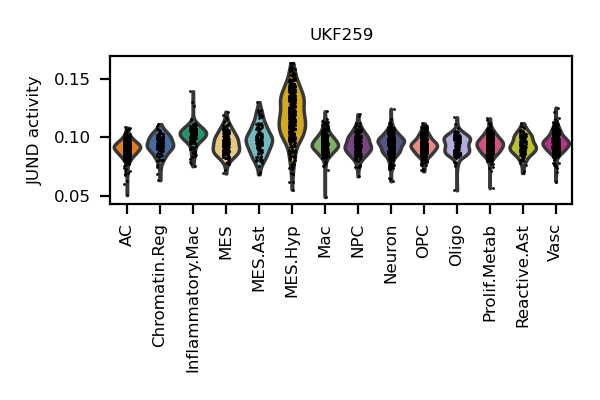 UKF259
JUND activity
0.15
0.10
0.05
AC
Chromatin.Reg
Inflammatory.Mac
MES
MES.Ast
MES.Hyp
Mac
NPC
Neuron
OPC
Oligo
Prolif.Metab
Reactive.Ast
Vasc